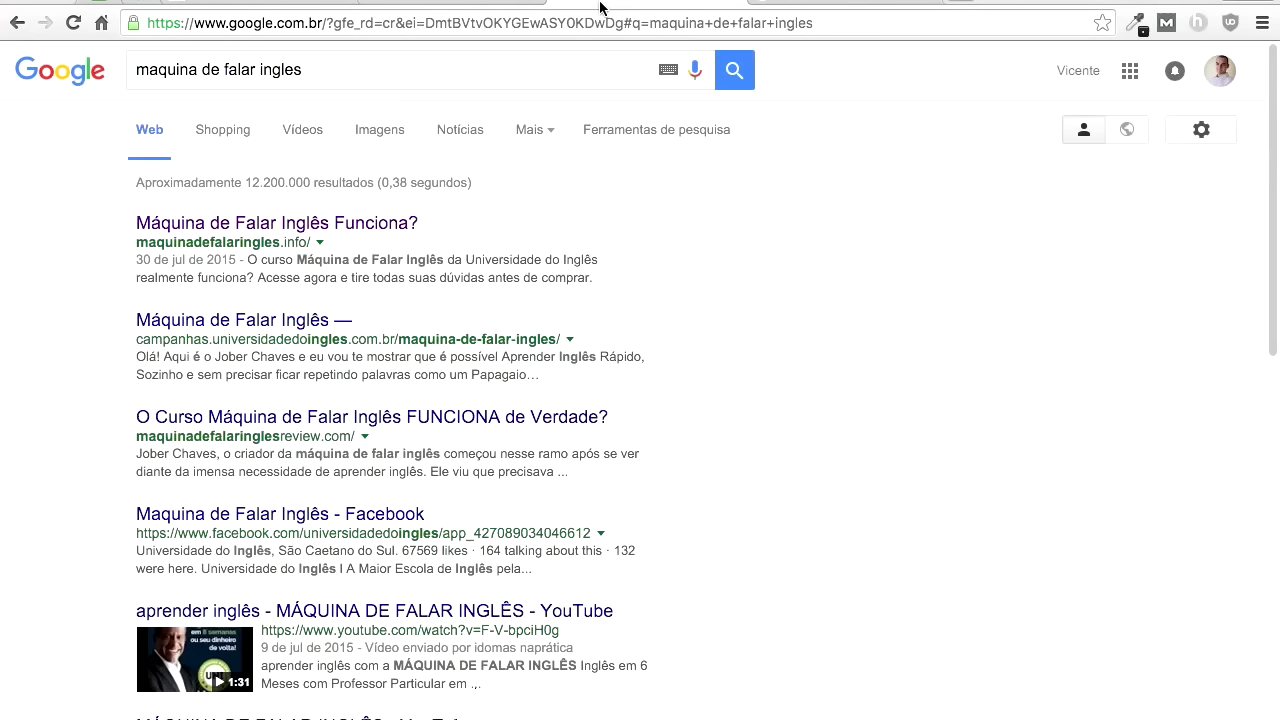 https://www.google.com.br/?gfe_rd=cr&ei=DmtBVtvOKYGEwASY0KDwDg#q=maquina+de+falar+ingles
Google
maquina de falar ingles
Vicente
Web Shopping Vídeos Imagens Notícias Mais Ferramentas de pesquisa
Aproximadamente 12.200.000 resultados (0,38 segundos)
Máquina de Falar Inglês Funciona?
maquinadefalaringles.info/
30 de jul de 2015 - O curso Máquina de Falar Inglês da Universidade do Inglês
realmente funciona? Acesse agora e tire todas suas dúvidas antes de comprar.
Máquina de Falar Inglês —
campanhas.universidadedoingles.com.br/maquina-de-falar-ingles/
Olá! Aqui é o Jober Chaves e eu vou te mostrar que é possível Aprender Inglês Rápido,
Sozinho e sem precisar ficar repetindo palavras como um Papagaio…
O Curso Máquina de Falar Inglês FUNCIONA de Verdade?
maquinadefalaringlesreview.com/
Jober Chaves, o criador da máquina de falar inglês começou nesse ramo após se ver
diante da imensa necessidade de aprender inglês. Ele viu que precisava ...
Maquina de Falar Inglês - Facebook
https://www.facebook.com/universidadedoingles/app_427089034046612
Universidade do Inglês, São Caetano do Sul. 67569 likes · 164 talking about this · 132
were here. Universidade do Inglês I A Maior Escola de Inglês pela...
aprender inglês - MÁQUINA DE FALAR INGLÊS - YouTube
https://www.youtube.com/watch?v=F-V-bpciH0g
9 de jul de 2015 - Vídeo enviado por idomas naprática
aprender inglês com a MÁQUINA DE FALAR INGLÊS Inglês em 6
Meses com Professor Particular em .,.
em 8 semanas
ou seu dinheiro
de volta!
1:31